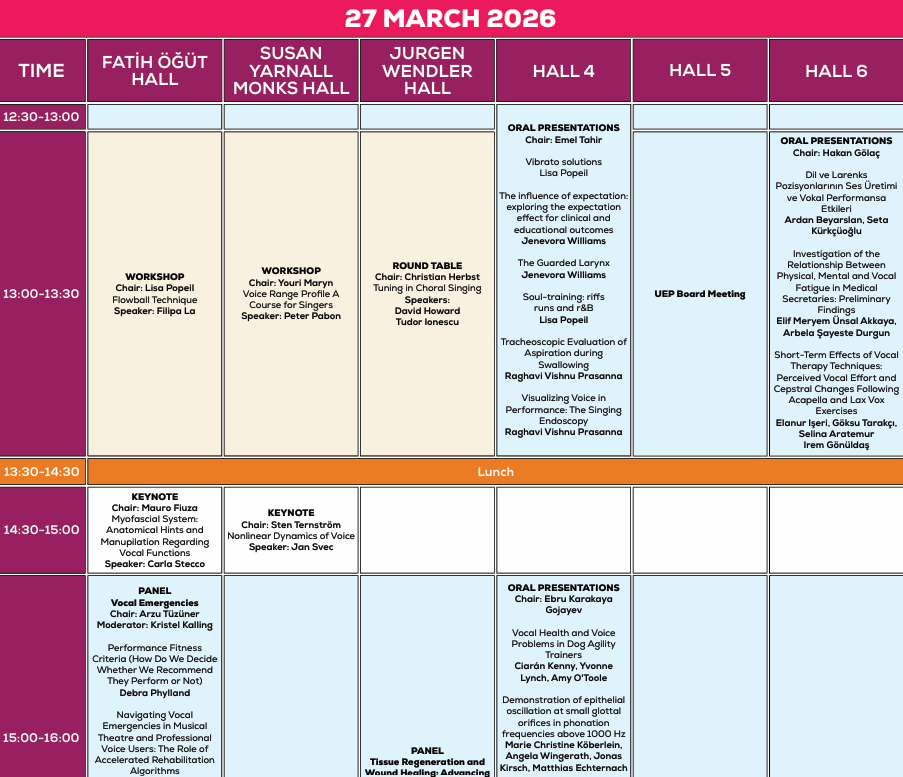 27 MARCH 2026
TIME
FATİH ÖĞÜT
HALL
SUSAN
YARNALL
MONKS HALL
JURGEN
WENDLER
HALL
HALL 4
HALL 5
HALL 6
12:30-13:00
13:00-13:30
WORKSHOP
Chair: Lisa Popeil
Flowball Technique
Speaker: Filipa La
WORKSHOP
Chair: Youri Maryn
Voice Range Profile A
Course for Singers
Speaker: Peter Pabon
ROUND TABLE
Chair: Christian Herbst
Tuning in Choral Singing
Speakers:
David Howard
Tudor Ionescu
ORAL PRESENTATIONS
Chair: Emel Tahir
Vibrato solutions
Lisa Popeil
The influence of expectation:
exploring the expectation
effect for clinical and
educational outcomes
Jenevora Williams
The Guarded Larynx
Jenevora Williams
Soul-training: riffs
runs and r&B
Lisa Popeil
Tracheoscopic Evaluation of
Aspiration during
Swallowing
Raghavi Vishnu Prasanna
Visualizing Voice in
Performance: The Singing
Endoscopy
Raghavi Vishnu Prasanna
UEP Board Meeting
ORAL PRESENTATIONS
Chair: Hakan Gölaç
Dil ve Larenks
Pozisyonlarının Ses Üretimi
ve Vokal Performansa
Etkileri
Ardan Beyarslan, Seta
Kürkçüoğlu
Investigation of the
Relationship Between
Physical, Mental and Vocal
Fatigue in Medical
Secretaries: Preliminary
Findings
Elif Meryem Ünsal Akkaya,
Arbela Şayeste Durgun
Short-Term Effects of Vocal
Therapy Techniques:
Perceived Vocal Effort and
Cepstral Changes Following
Acapella and Lax Vox
Exercises
Elanur Işeri, Göksu Tarakçı,
Selina Aratemur
Irem Gönüldaş
13:30-14:30
Lunch
14:30-15:00
KEYNOTE
Chair: Mauro Fiuza
Myofascial System:
Anatomical Hints and
Manupilation Regarding
Vocal Functions
Speaker: Carla Stecco
KEYNOTE
Chair: Sten Ternström
Nonlinear Dynamics of Voice
Speaker: Jan Svec
15:00-16:00
PANEL
Vocal Emergencies
Chair: Arzu Tüzüner
Moderator: Kristel Kalling
Performance Fitness
Criteria (How Do We Decide
Whether We Recommend
They Perform or Not)
Debra Phylland
Navigating Vocal
Emergencies in Musical
Theatre and Professional
Voice Users: The Role of
Accelerated Rehabilitation
Algorithms
PANEL
Tissue Regeneration and
Wound Healing: Advancing
ORAL PRESENTATIONS
Chair: Ebru Karakaya
Gojayev
Vocal Health and Voice
Problems in Dog Agility
Trainers
Ciarán Kenny, Yvonne
Lynch, Amy O'Toole
Demonstration of epithelial
oscillation at small glottal
orifices in phonation
frequencies above 1000 Hz
Marie Christine Köberlein,
Angela Wingerath, Jonas
Kirsch, Matthias Echternach